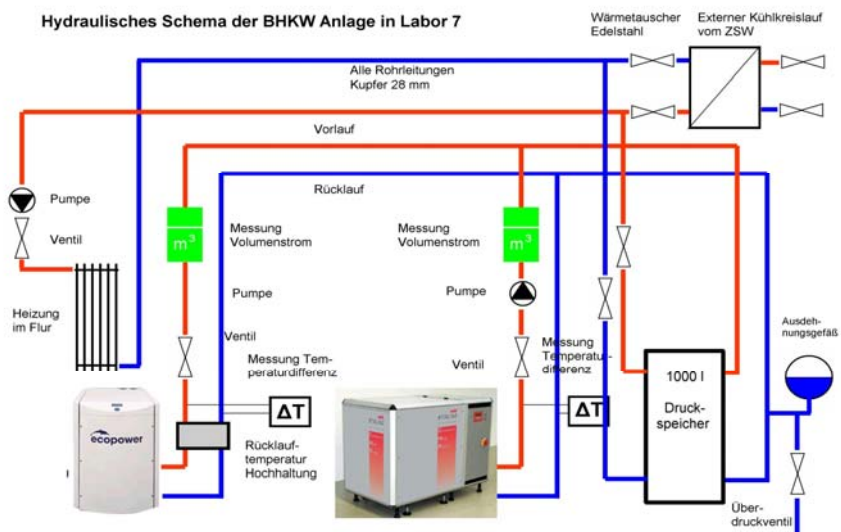 Hydraulisches Schema der BHKW Anlage in Labor 7
Wärmetauscher
Edelstahl
Externer Kühlkreislauf
vom ZSW
Alle Rohrleitungen
Kupfer 28 mm
Vorlauf
Rücklauf
Pumpe
Ventil
Heizung
im Flur
m³
Messung
Volumenstrom
Pumpe
Ventil
Messung Tem-
peraturdifferenz
ΔT
Rücklauf-
temperatur
Hochhaltung
ecopower
Messung
Volumenstrom
m³
Pumpe
Ventil
Messung
Temperatur-
differenz
ΔT
1000 l
Druck-
speicher
Ausdeh-
nungsgefäß
Über-
druckventil